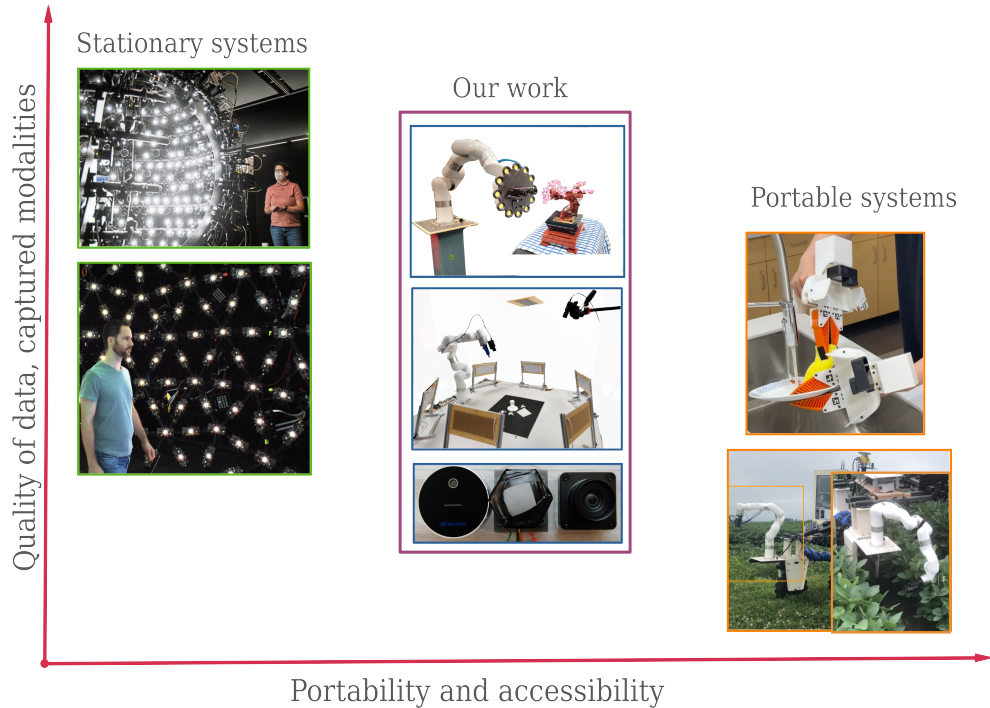 Stationary systems
Our work
Portable systems
Quality of data, captured modalities
Portability and accessibility